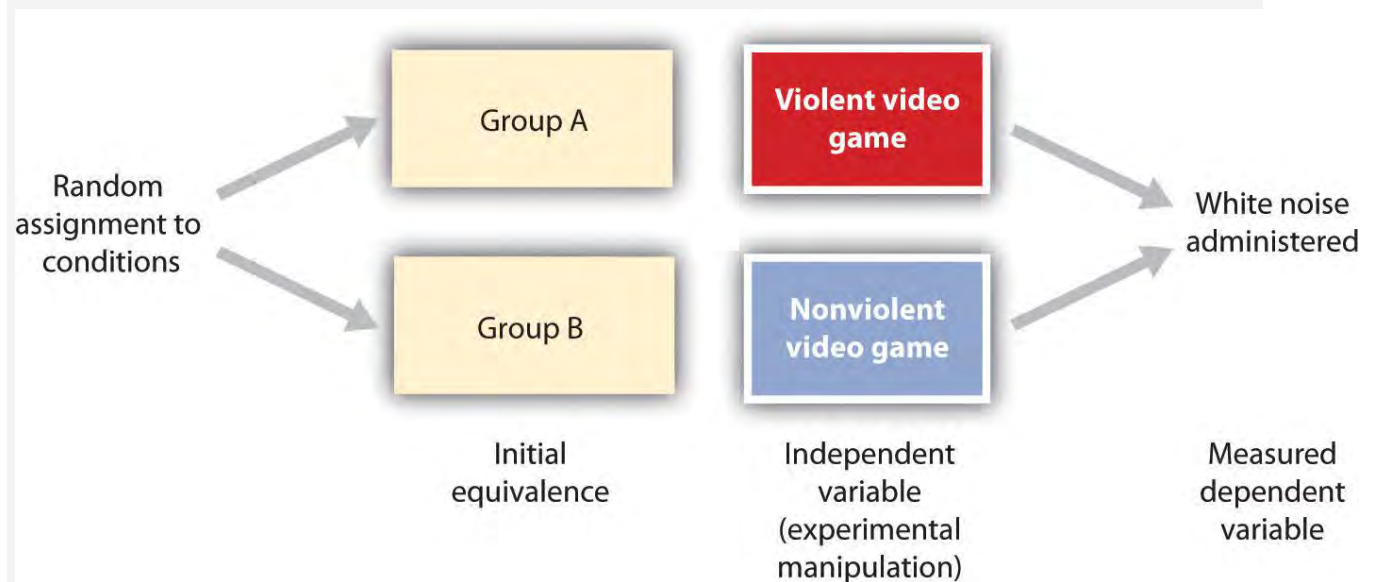 Random
assignment to
conditions
Group A
Group B
Initial
equivalence
Violent video
game
Nonviolent
video game
Independent
variable
(experimental
manipulation)
White noise
administered
Measured
dependent
variable